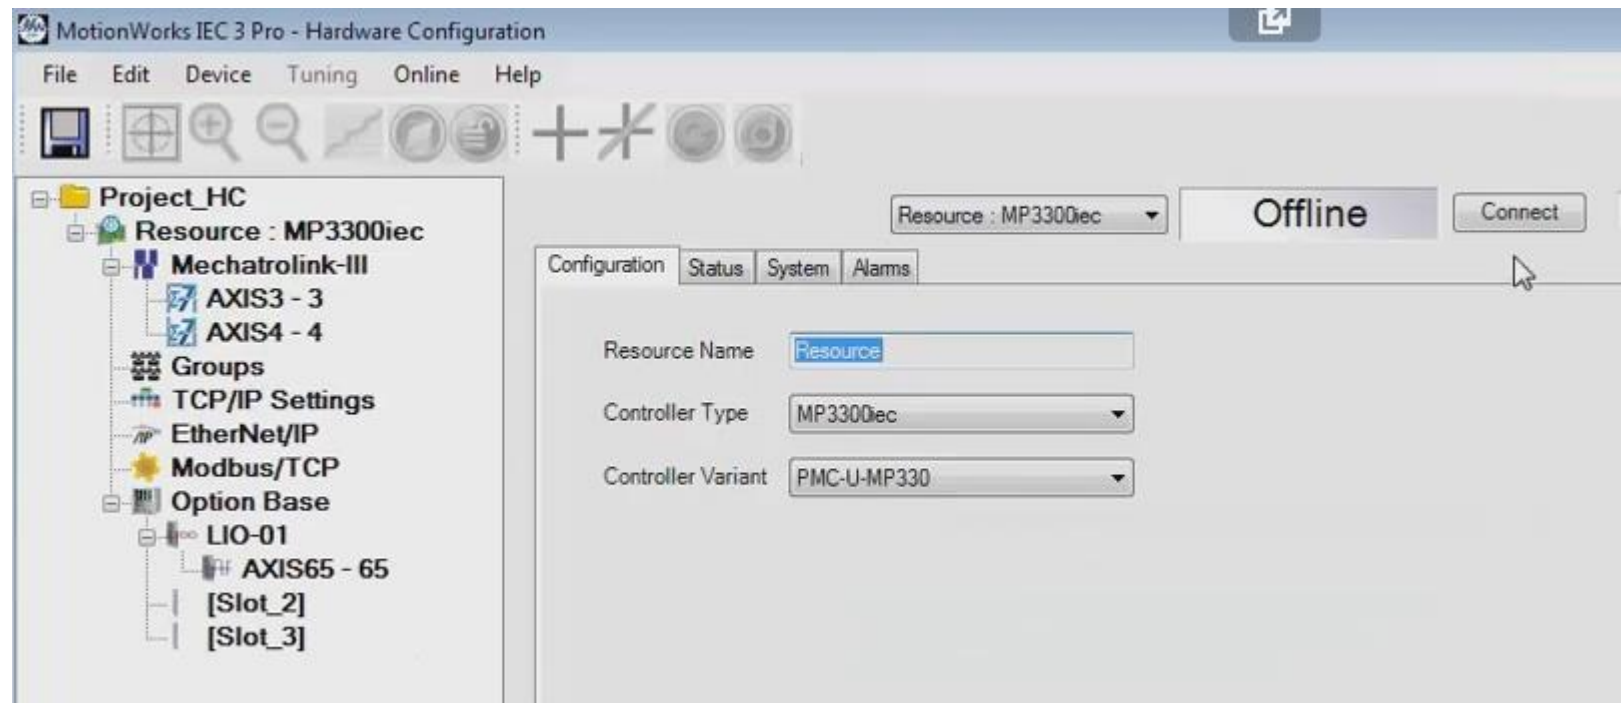 MotionWorks IEC 3 Pro - Hardware Configuration
File Edit Device Tuning Online Help
Project_HC
Resource : MP3300iec
Mechatrolink-III
AXIS3 - 3
AXIS4 - 4
Groups
TCP/IP Settings
EtherNet/IP
Modbus/TCP
Option Base
LIO-01
AXIS65 - 65
[Slot_2]
[Slot_3]
Resource : MP3300iec Offline Connect
Configuration Status System Alarms
Resource Name Resource
Controller Type MP3300iec
Controller Variant PMC-U-MP330